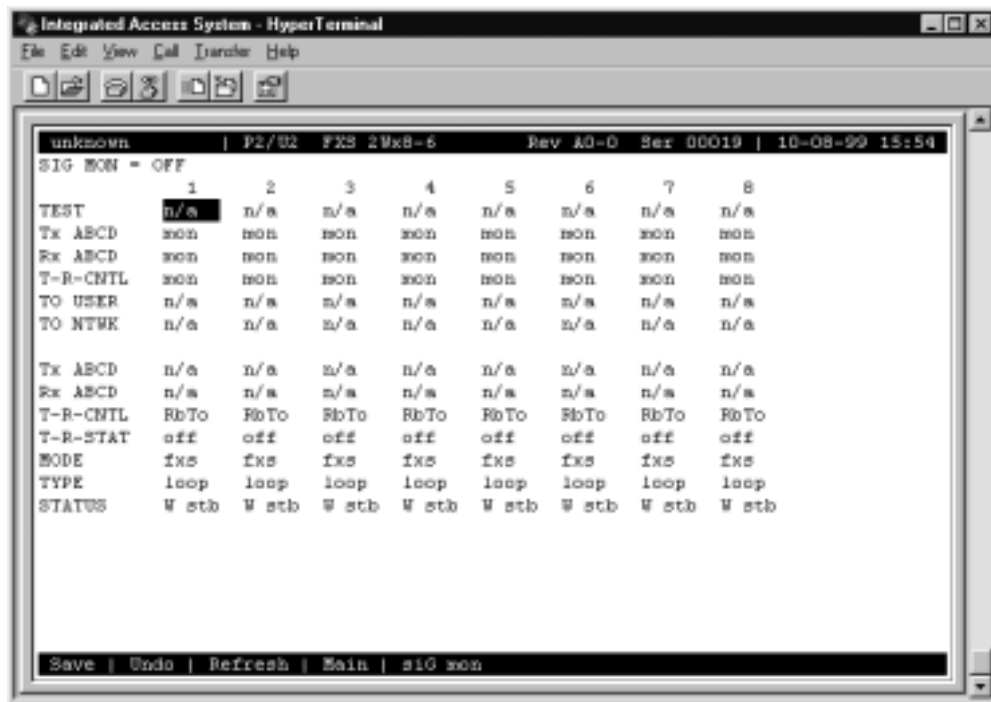 Integrated Access System - HyperTerminal
File Edit View Call Transfer Help
unknown | P2/U2 FXS 2Wx8-6 Rev A0-0 Ser 00019 | 10-08-99 15:54
SIG MON = OFF
1 2 3 4 5 6 7 8
TEST n/a n/a n/a n/a n/a n/a n/a n/a
Tx ABCD mon mon mon mon mon mon mon mon
Rx ABCD mon mon mon mon mon mon mon mon
T-R-CNTL mon mon mon mon mon mon mon mon
TO USER n/a n/a n/a n/a n/a n/a n/a n/a
TO NTWK n/a n/a n/a n/a n/a n/a n/a n/a
Tx ABCD n/a n/a n/a n/a n/a n/a n/a n/a
Rx ABCD n/a n/a n/a n/a n/a n/a n/a n/a
T-R-CNTL RbTo RbTo RbTo RbTo RbTo RbTo RbTo RbTo
T-R-STAT off off off off off off off off
MODE fxs fxs fxs fxs fxs fxs fxs fxs
TYPE loop loop loop loop loop loop loop loop
STATUS W stb W stb W stb W stb W stb W stb W stb W stb
Save | Undo | Refresh | Main | siG mon